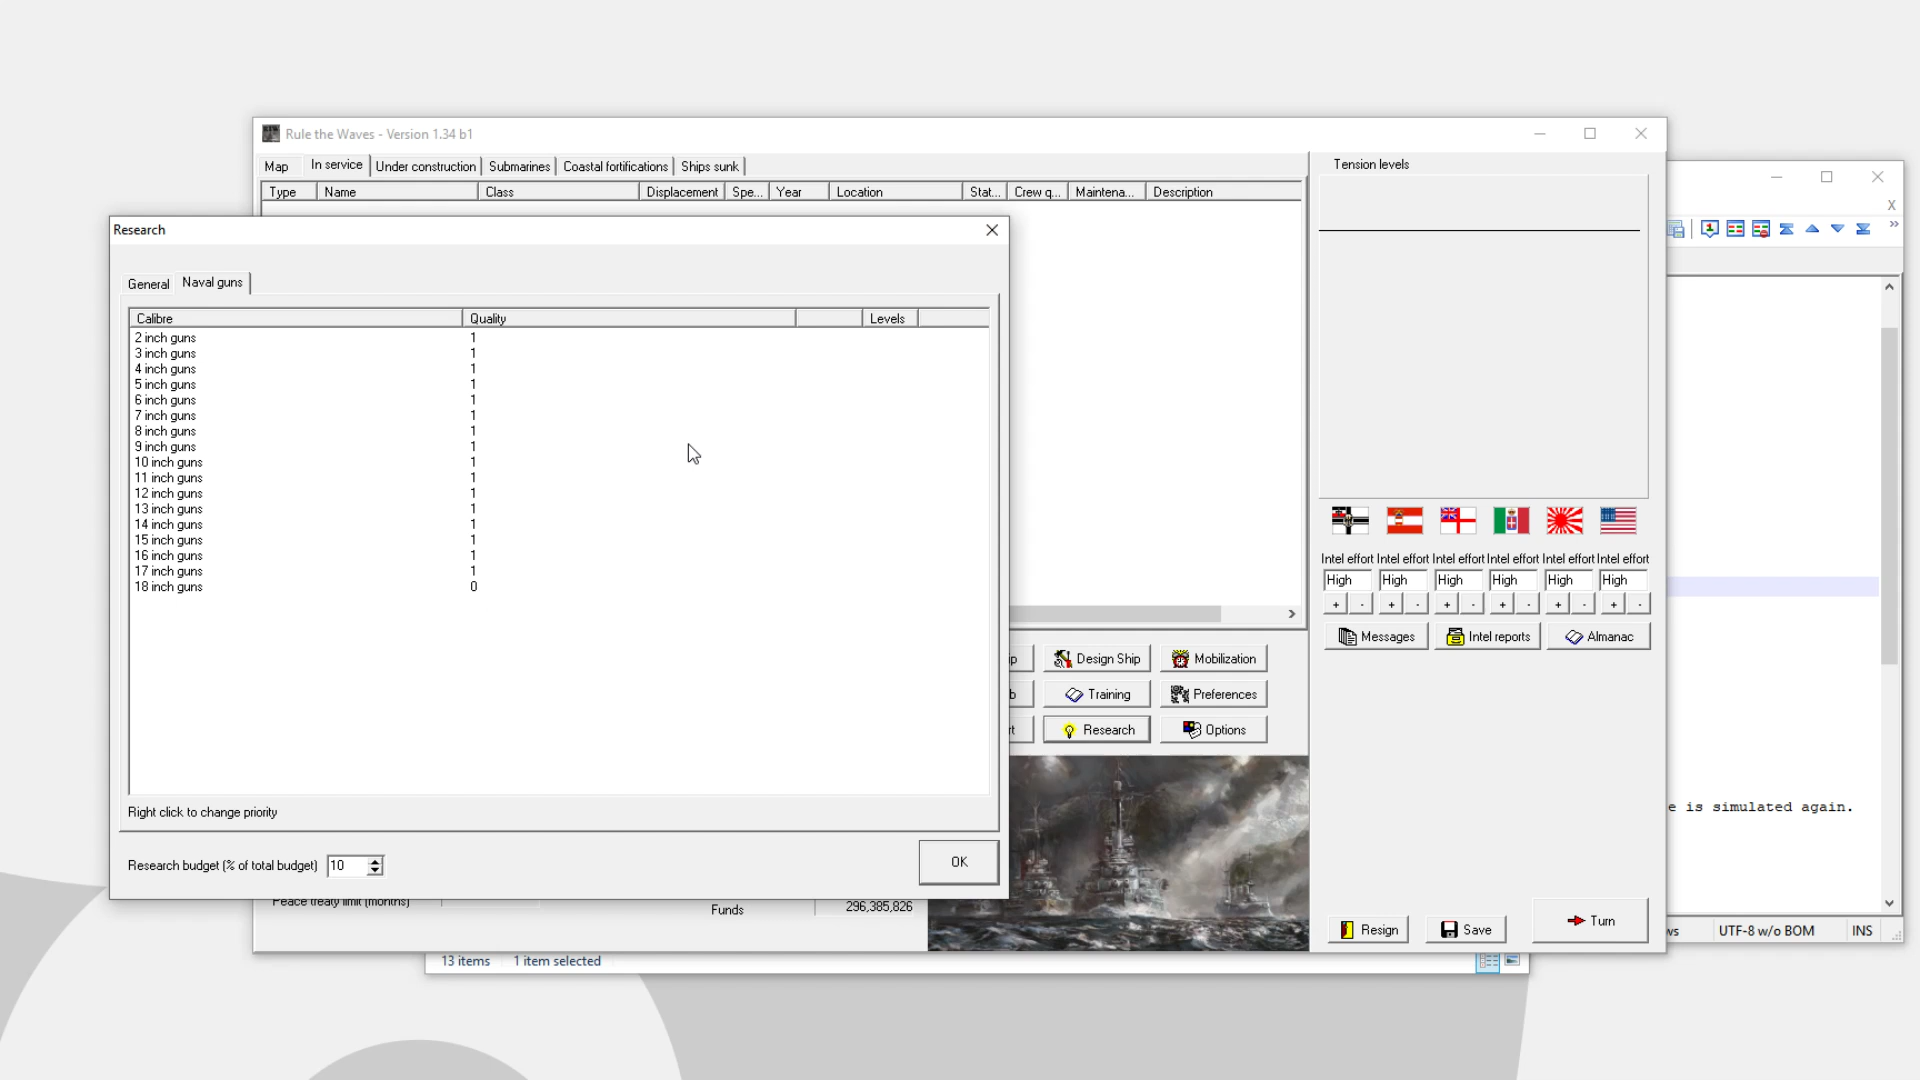 Rule the Waves - Version 1.34 b1
Map In service Under construction Submarines Coastal fortifications Ships sunk
Type Name Class Displacement Spe... Year Location Stat... Crew q... Maintena... Description
Tension levels
X
Research
General Naval guns
Calibre Quality Levels
2 inch guns 1
3 inch guns 1
4 inch guns 1
5 inch guns 1
6 inch guns 1
7 inch guns 1
8 inch guns 1
9 inch guns 1
10 inch guns 1
11 inch guns 1
12 inch guns 1
13 inch guns 1
14 inch guns 1
15 inch guns 1
16 inch guns 1
17 inch guns 1
18 inch guns 0
Right click to change priority
Research budget (% of total budget) 10
OK
Intel effort Intel effort Intel effort Intel effort Intel effort Intel effort
High High High High High High
+ - + - + - + - + - + -
Messages Intel reports Almanac
ip Design Ship Mobilization
b Training Preferences
rt Research Options
e is simulated again.
Peace treaty limit (months)
Funds 296,385,826
Resign Save Turn
ws UTF-8 w/o BOM INS
13 items 1 item selected